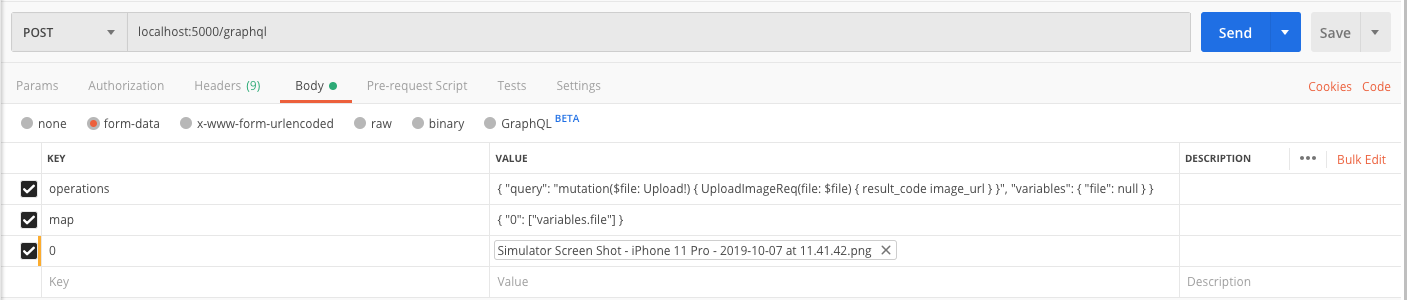 POST localhost:5000/graphql Send Save
Params Authorization Headers (9) Body Pre-request Script Tests Settings Cookies Code
none form-data x-www-form-urlencoded raw binary GraphQL BETA
KEY VALUE DESCRIPTION ••• Bulk Edit
operations { "query": "mutation($file: Upload!) { UploadImageReq(file: $file) { result_code image_url } }", "variables": { "file": null } }
map { "0": ["variables.file"] }
0 Simulator Screen Shot - iPhone 11 Pro - 2019-10-07 at 11.41.42.png
Key Value Description